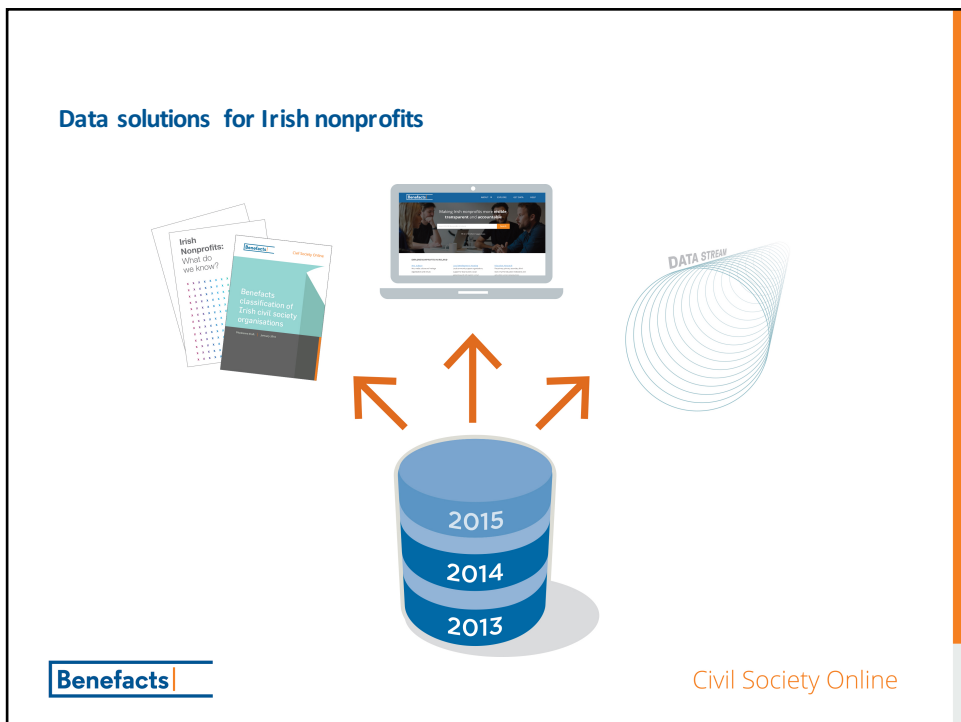 Data solutions for Irish nonprofits
Irish
Nonprofits:
What do
we know?
Benefacts
Civil Society Online
Benefacts
classification of
Irish civil society
organisations
Benefacts
Making Irish nonprofits more visible,
transparent and accountable
DATA STREAM
2015
2014
2013
Benefacts
Civil Society Online